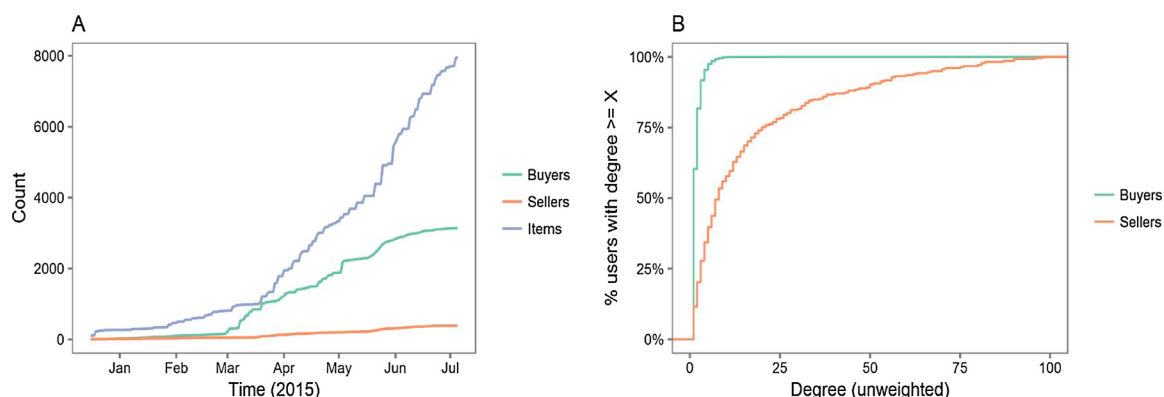 A
8000
6000
4000
2000
0
Count
Jan Feb Mar Apr May Jun Jul
Time (2015)
Buyers
Sellers
Items
B
100%
75%
50%
25%
0%
% users with degree >= X
0 25 50 75 100
Degree (unweighted)
Buyers
Sellers